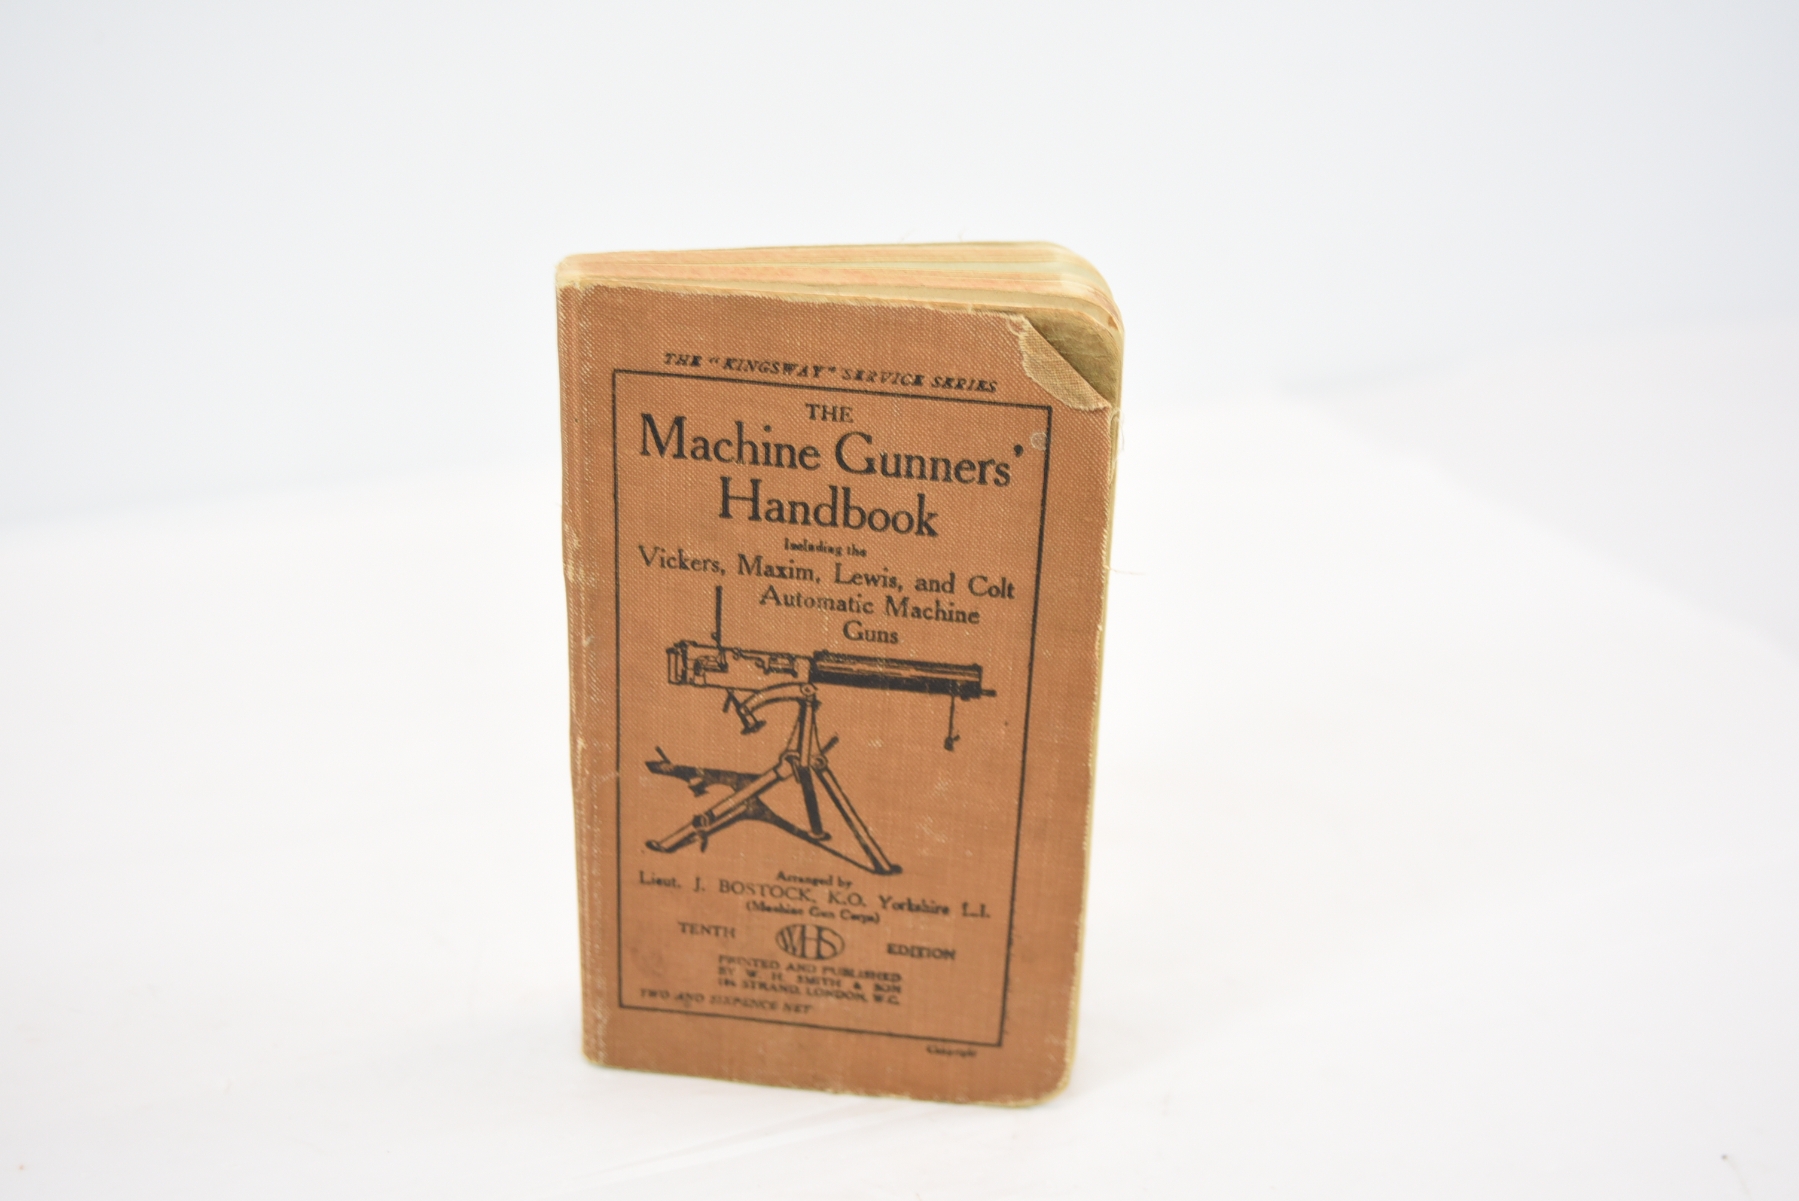 THE "KINGSWAY" SERVICE SERIES
THE
Machine Gunners'
Handbook
Including the
Vickers, Maxim, Lewis, and Colt
Automatic Machine
Guns
Arranged by
Lieut. J. BOSTOCK, K.O. Yorkshire L.I.
(Machine Gun Corps)
TENTH WHS EDITION
PRINTED AND PUBLISHED
BY W. H. SMITH & SON
STRAND, LONDON, W.C.
TWO AND SIXPENCE NET
Copyright